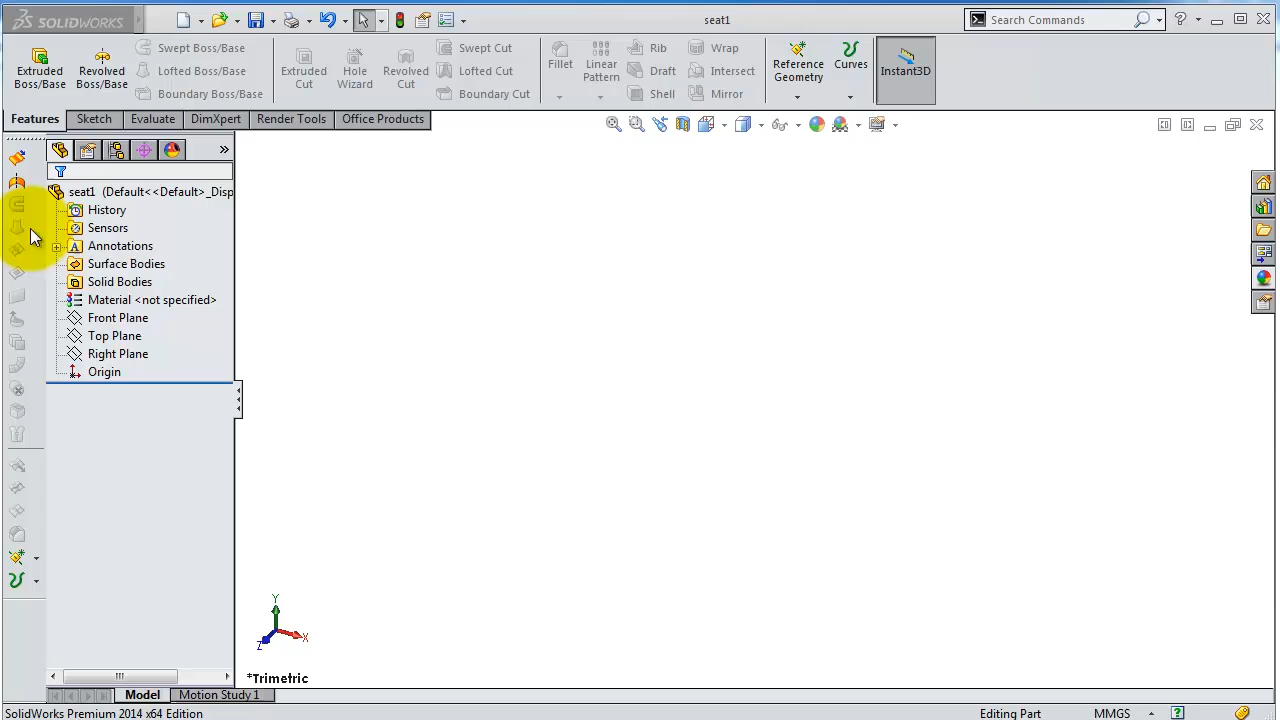 SOLIDWORKS
seat1
Search Commands
Extruded Boss/Base
Revolved Boss/Base
Swept Boss/Base
Lofted Boss/Base
Boundary Boss/Base
Extruded Cut
Hole Wizard
Revolved Cut
Swept Cut
Lofted Cut
Boundary Cut
Fillet
Linear Pattern
Rib
Draft
Shell
Wrap
Intersect
Mirror
Reference Geometry
Curves
Instant3D
Features
Sketch
Evaluate
DimXpert
Render Tools
Office Products
seat1 (Default<<Default>_Disp
History
Sensors
Annotations
Surface Bodies
Solid Bodies
Material <not specified>
Front Plane
Top Plane
Right Plane
Origin
Y
X
Z
*Trimetric
Model
Motion Study 1
SolidWorks Premium 2014 x64 Edition
Editing Part
MMGS